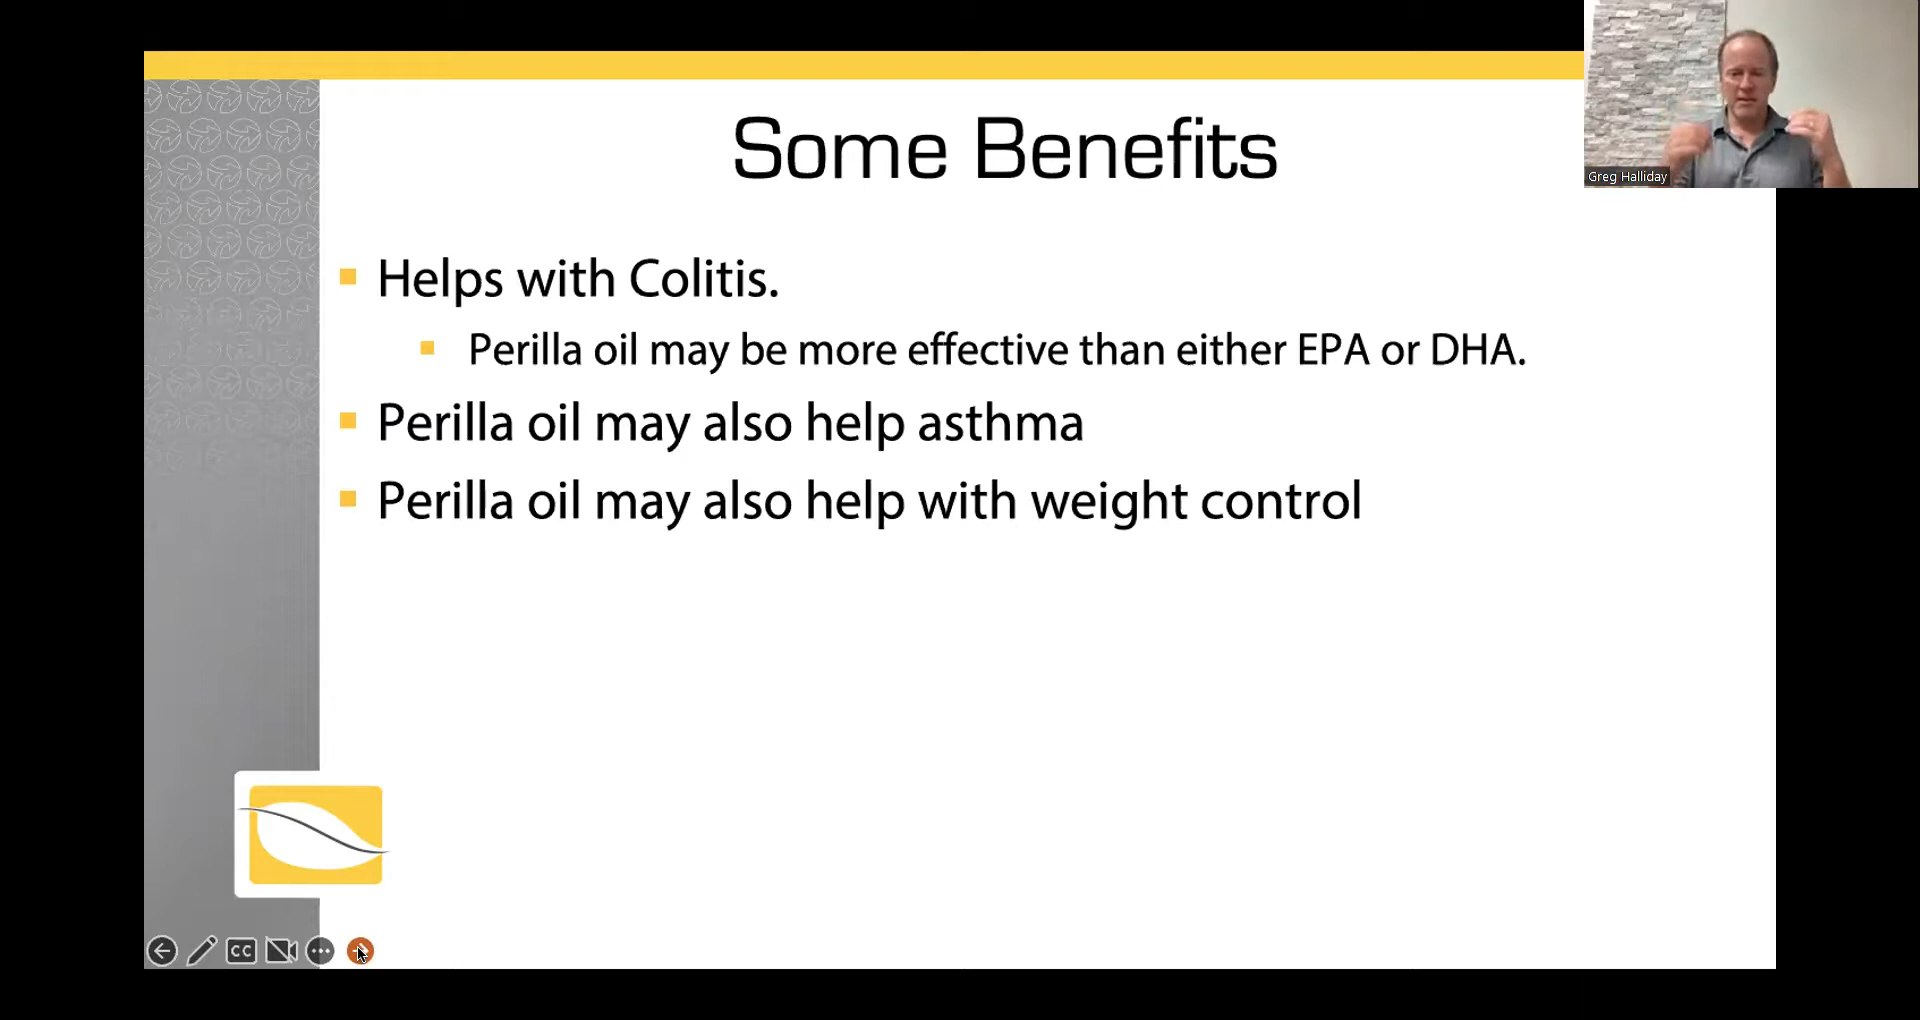 Some Benefits
Greg Halliday
Helps with Colitis.
Perilla oil may be more effective than either EPA or DHA.
Perilla oil may also help asthma
Perilla oil may also help with weight control
CC